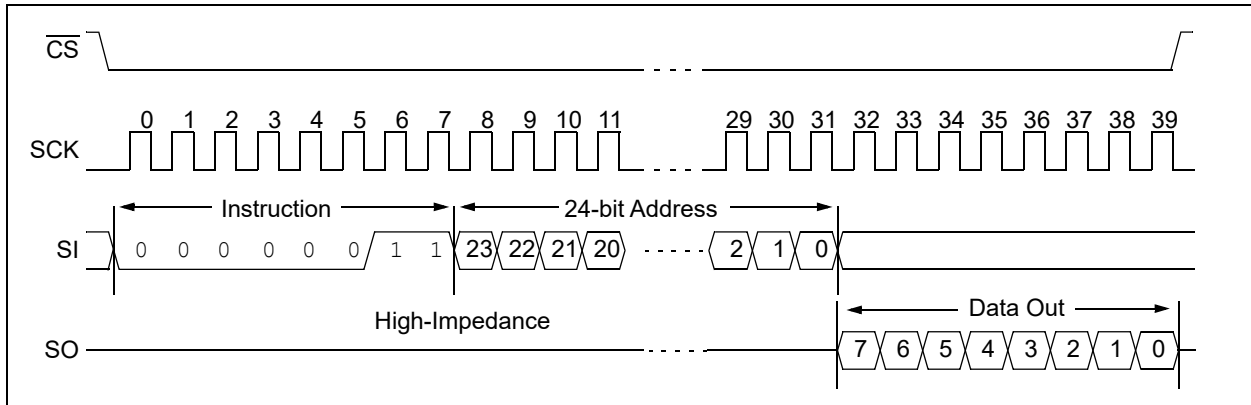 CS
0 1 2 3 4 5 6 7 8 9 10 11 29 30 31 32 33 34 35 36 37 38 39
SCK
Instruction 24-bit Address
SI 0 0 0 0 0 0 1 1 23 22 21 20 2 1 0
Data Out
High-Impedance
SO 7 6 5 4 3 2 1 0